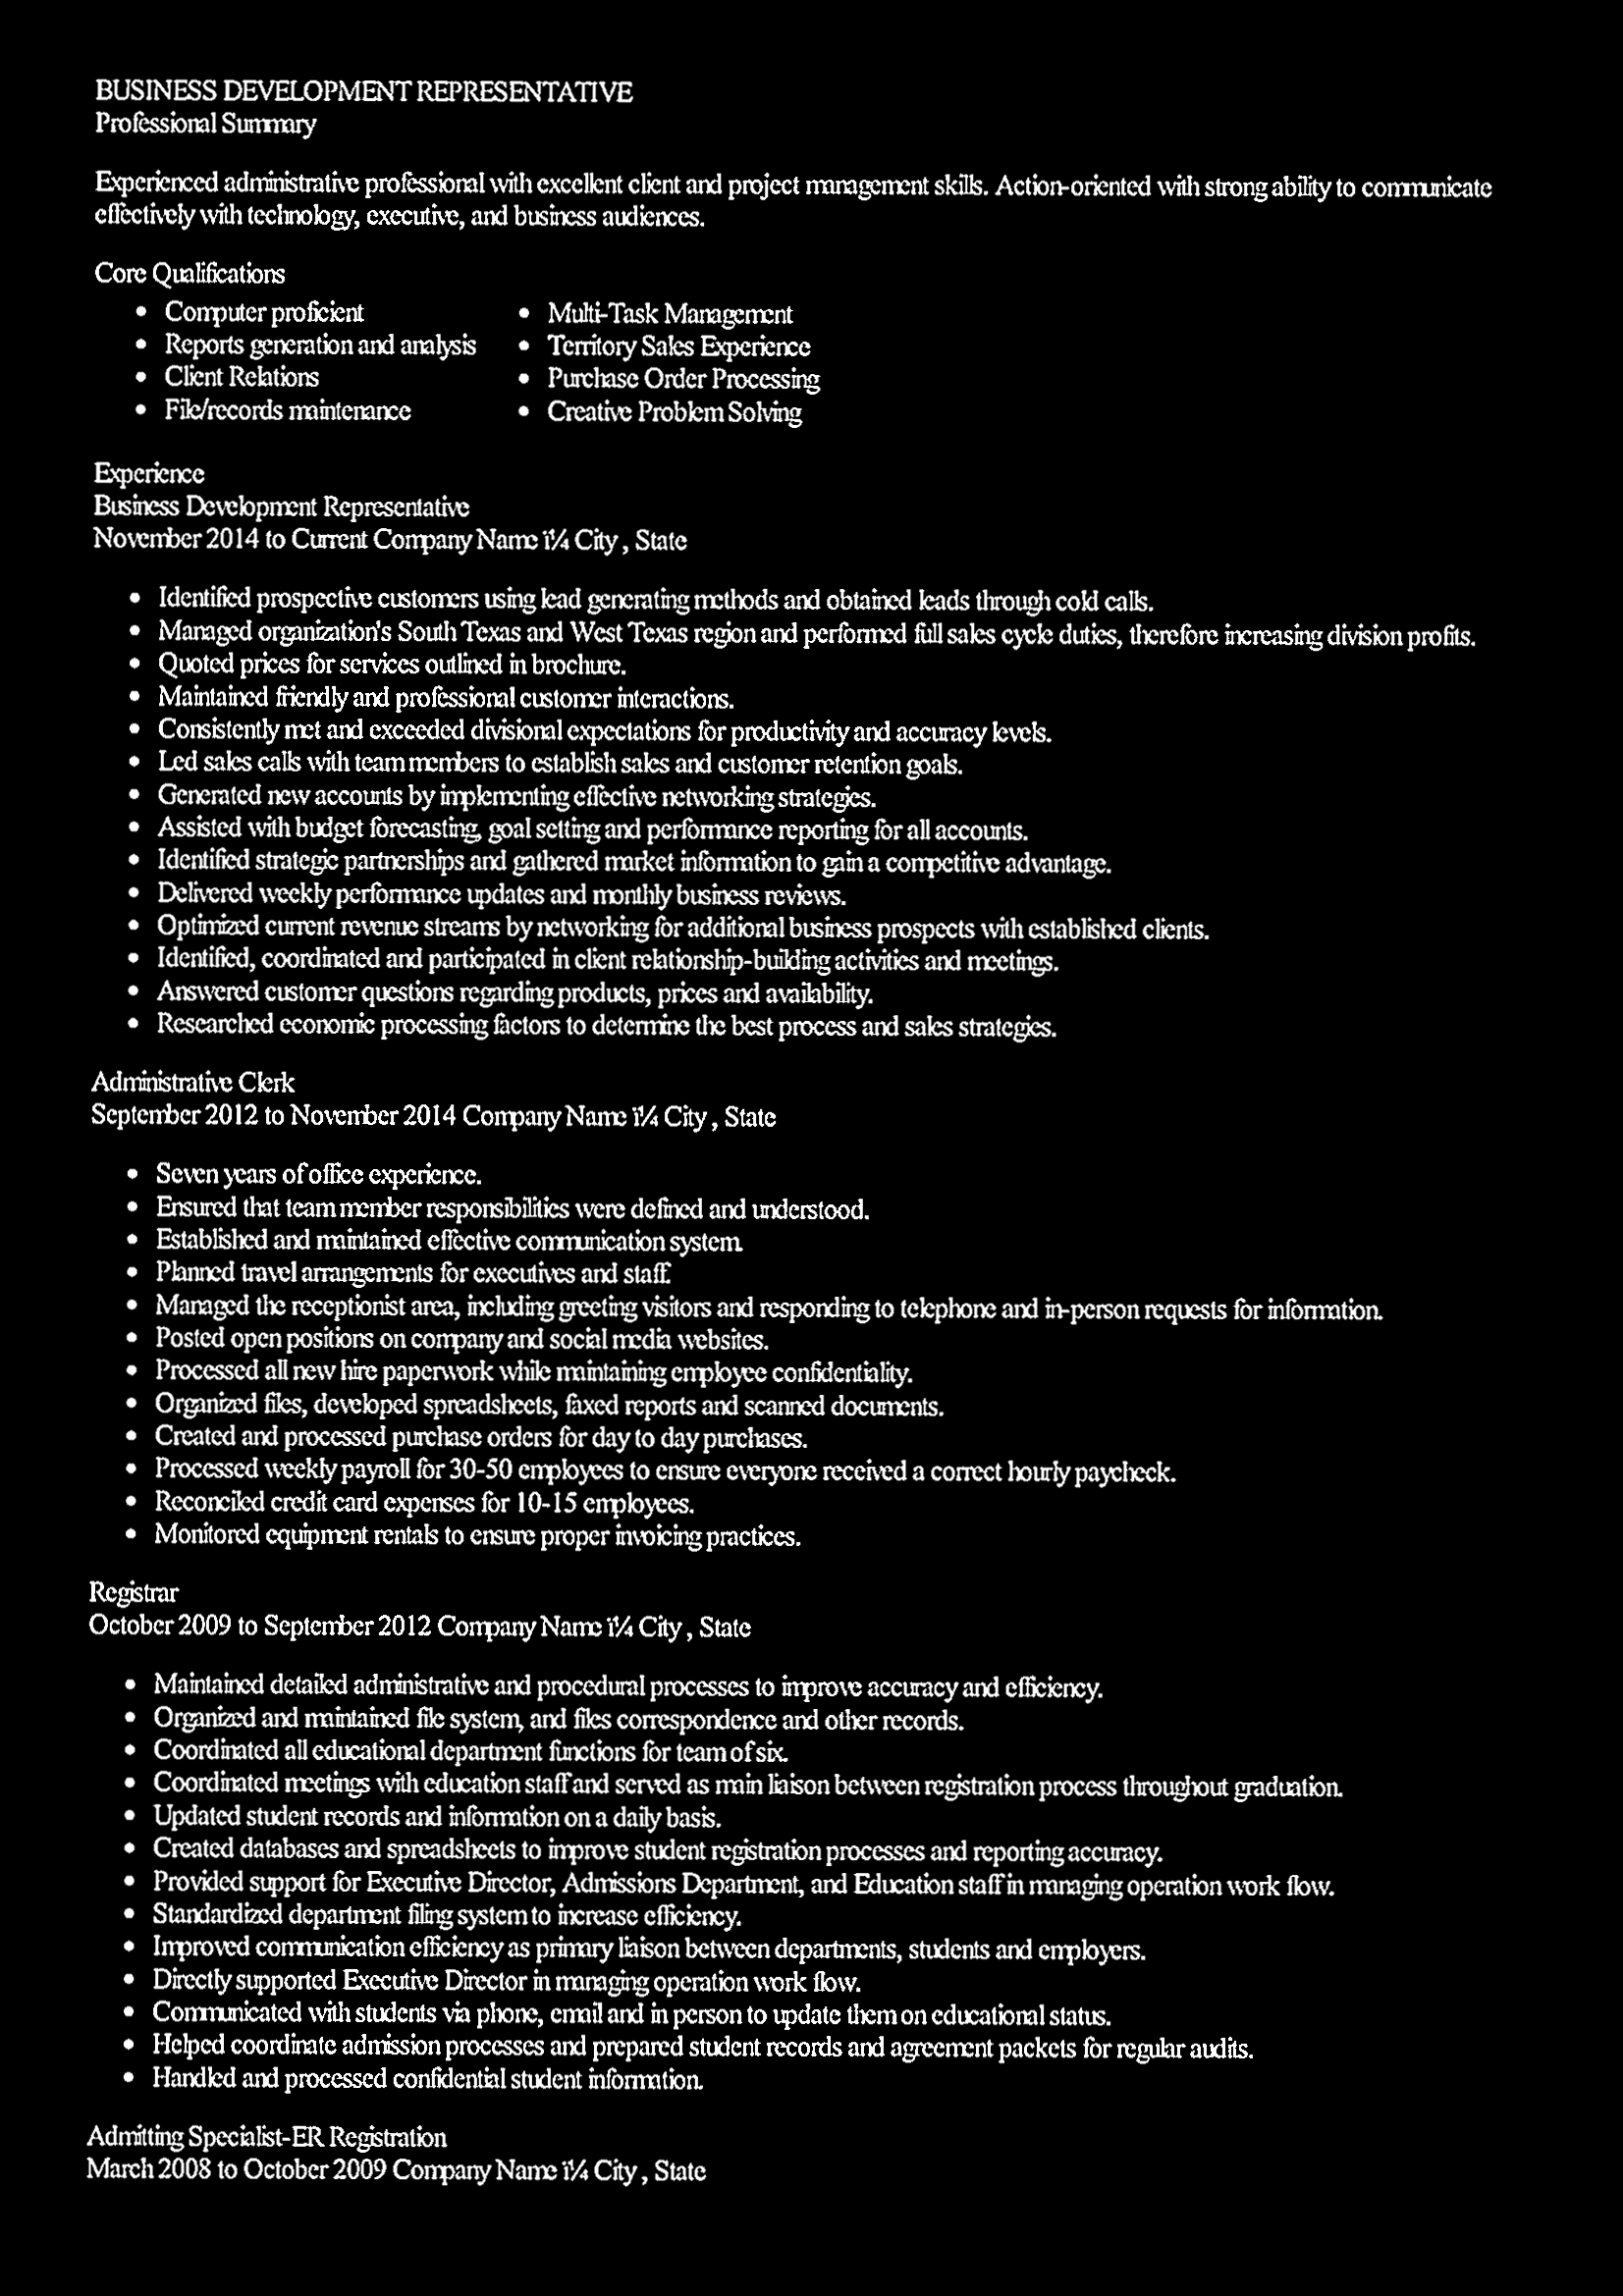 BUSINESS DEVELOPMENT REPRESENTATIVE
Professional Summary
Experienced administrative professional with excellent client and project management skills. Action-oriented with strong ability to communicate
effectively with technology, executive, and business audiences.
Core Qualifications
• Computer proficient
• Reports generation and analysis
• Client Relations
• File/records maintenance
• Multi-Task Management
• Territory Sales Experience
• Purchase Order Processing
• Creative Problem Solving
Experience
Business Development Representative
November 2014 to Current Company Name ï¼ City , State
• Identified prospective customers using lead generating methods and obtained leads through cold calls.
• Managed organization's South Texas and West Texas region and performed full sales cycle duties, therefore increasing division profits.
• Quoted prices for services outlined in brochure.
• Maintained friendly and professional customer interactions.
• Consistently met and exceeded divisional expectations for productivity and accuracy levels.
• Led sales calls with team members to establish sales and customer retention goals.
• Generated new accounts by implementing effective networking strategies.
• Assisted with budget forecasting, goal setting and performance reporting for all accounts.
• Identified strategic partnerships and gathered market information to gain a competitive advantage.
• Delivered weekly performance updates and monthly business reviews.
• Optimized current revenue streams by networking for additional business prospects with established clients.
• Identified, coordinated and participated in client relationship-building activities and meetings.
• Answered customer questions regarding products, prices and availability.
• Researched economic processing factors to determine the best process and sales strategies.
Administrative Clerk
September 2012 to November 2014 Company Name ï¼ City , State
• Seven years of office experience.
• Ensured that team member responsibilities were defined and understood.
• Established and maintained effective communication system.
• Planned travel arrangements for executives and staff.
• Managed the receptionist area, including greeting visitors and responding to telephone and in-person requests for information.
• Posted open positions on company and social media websites.
• Processed all new hire paperwork while maintaining employee confidentiality.
• Organized files, developed spreadsheets, faxed reports and scanned documents.
• Created and processed purchase orders for day to day purchases.
• Processed weekly payroll for 30-50 employees to ensure everyone received a correct hourly paycheck.
• Reconciled credit card expenses for 10-15 employees.
• Monitored equipment rentals to ensure proper invoicing practices.
Registrar
October 2009 to September 2012 Company Name ï¼ City , State
• Maintained detailed administrative and procedural processes to improve accuracy and efficiency.
• Organized and maintained file system, and files correspondence and other records.
• Coordinated all educational department functions for team of six.
• Coordinated meetings with education staff and served as main liaison between registration process throughout graduation.
• Updated student records and information on a daily basis.
• Created databases and spreadsheets to improve student registration processes and reporting accuracy.
• Provided support for Executive Director, Admissions Department, and Education staff in managing operation work flow.
• Standardized department filing system to increase efficiency.
• Improved communication efficiency as primary liaison between departments, students and employers.
• Directly supported Executive Director in managing operation work flow.
• Communicated with students via phone, email and in person to update them on educational status.
• Helped coordinate admission processes and prepared student records and agreement packets for regular audits.
• Handled and processed confidential student information.
Admitting Specialist-ER Registration
March 2008 to October 2009 Company Name ï¼ City , State